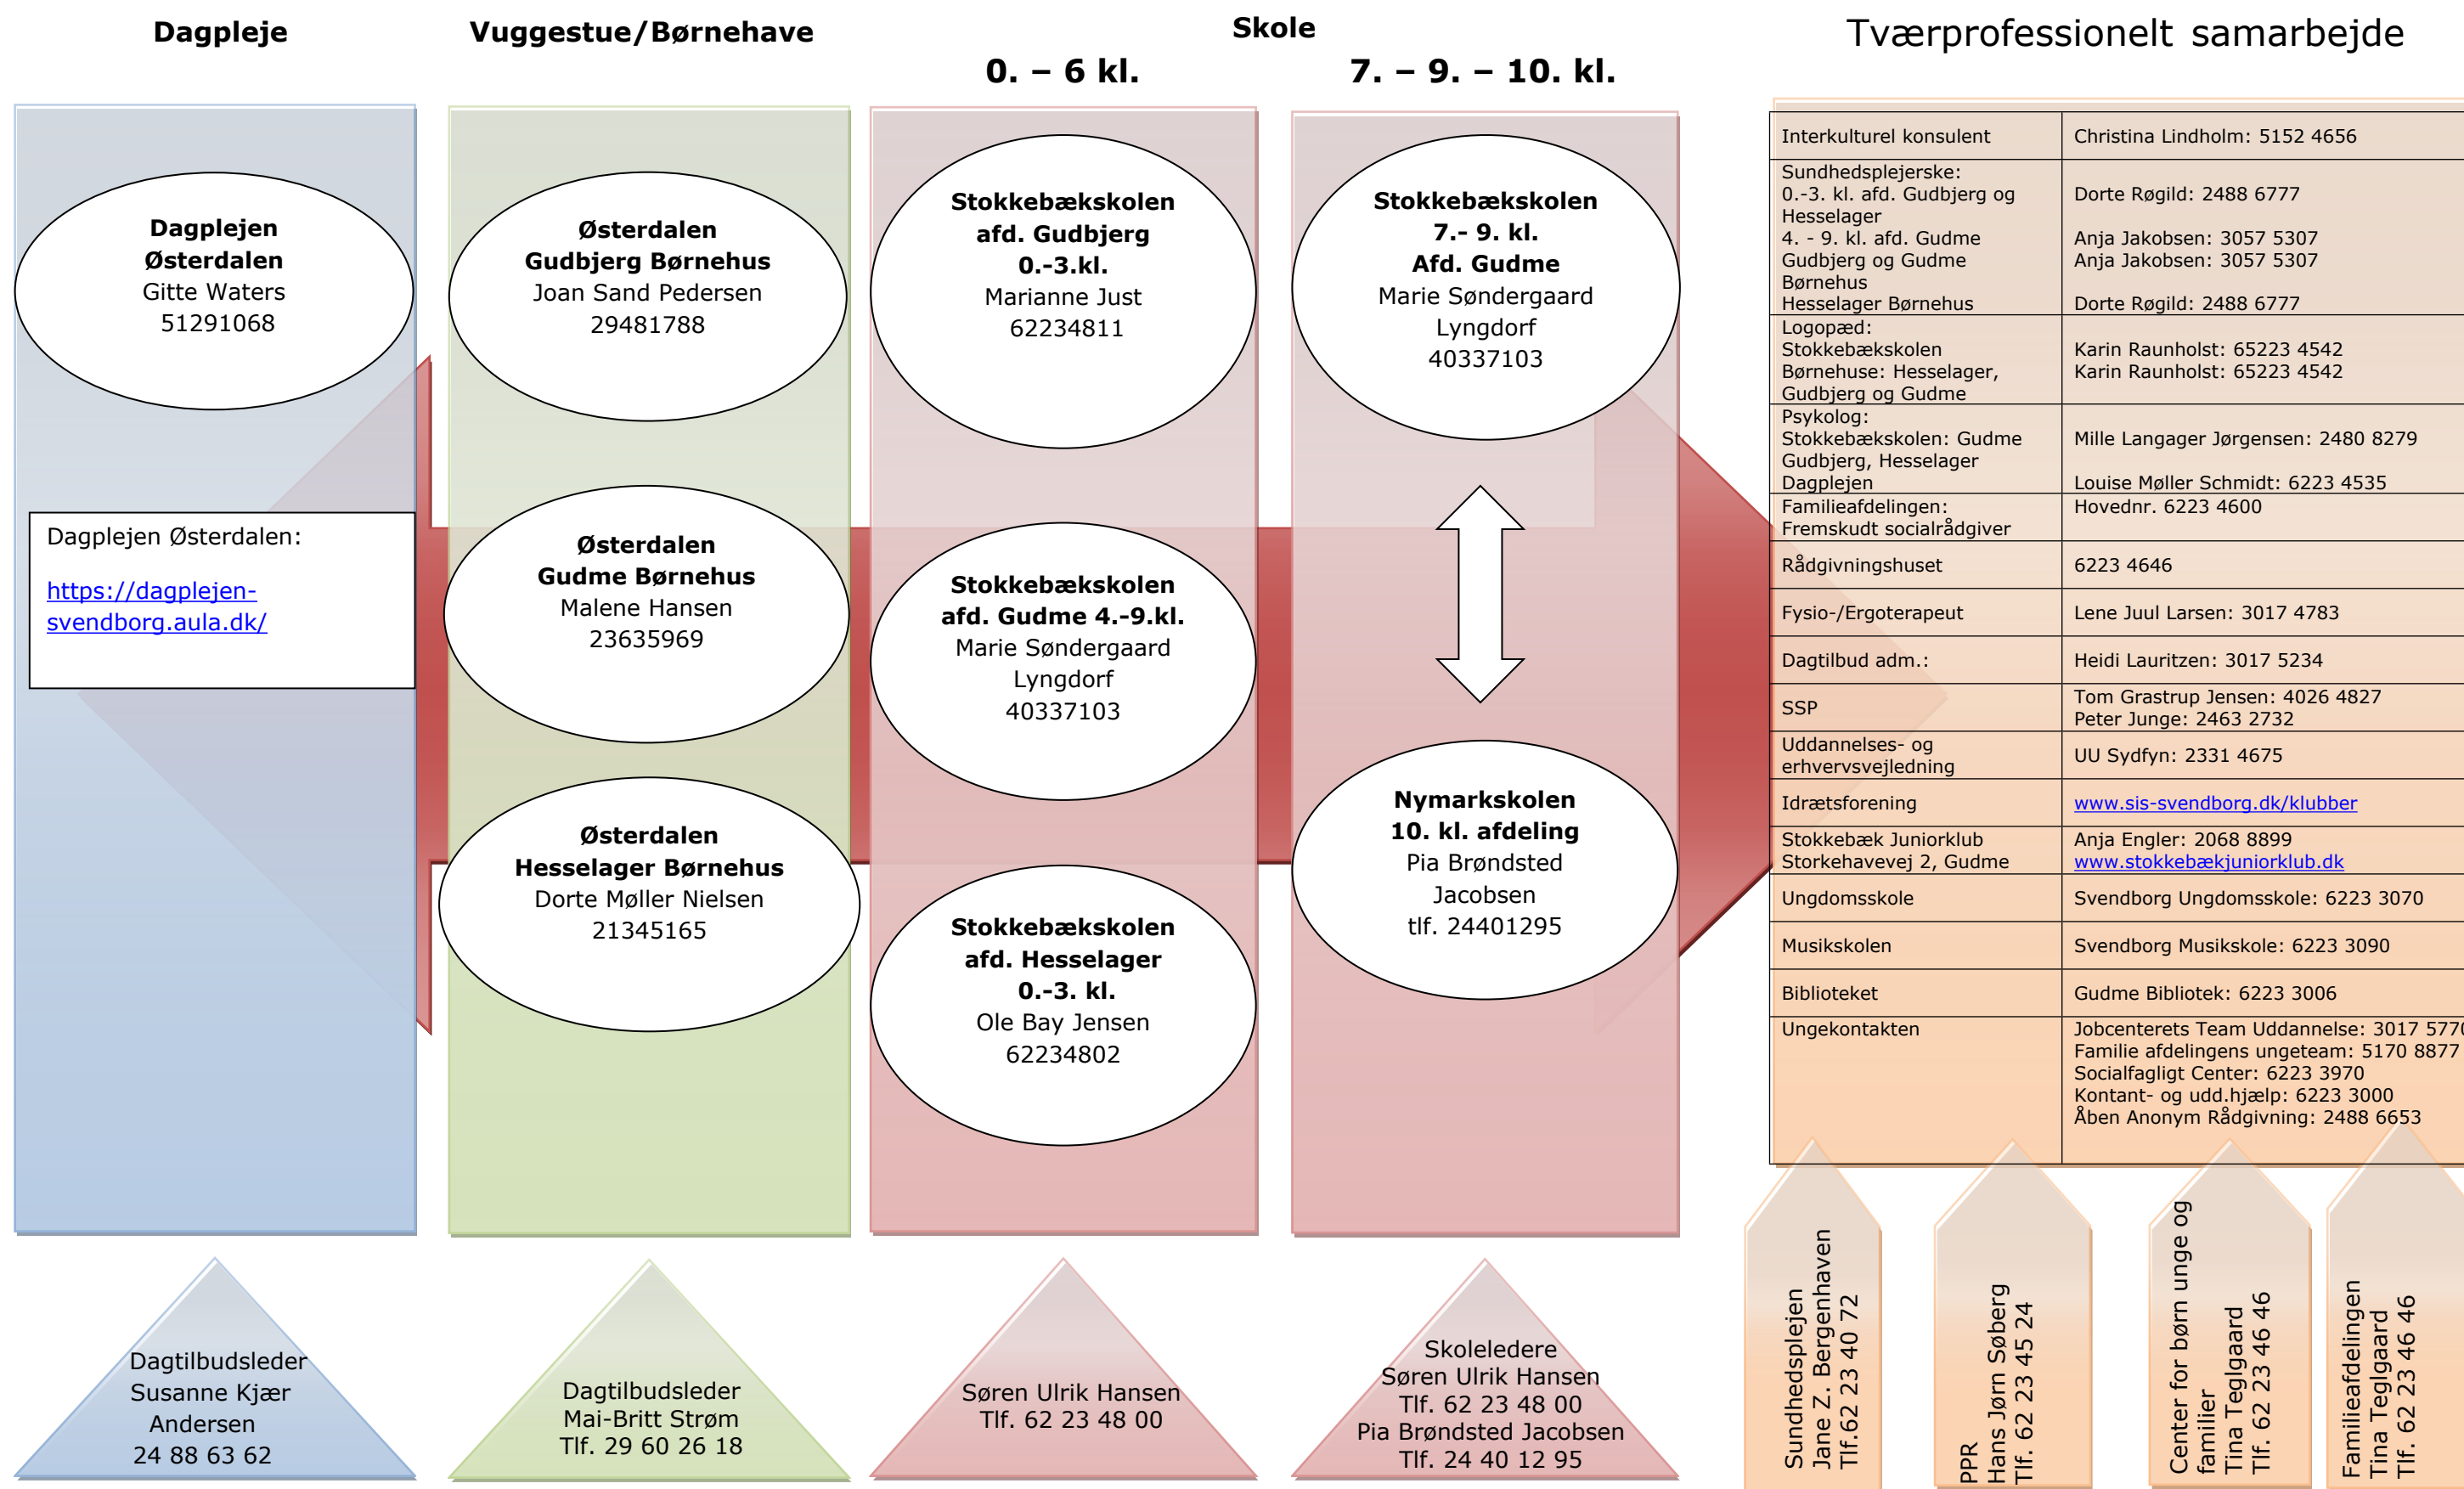 Dagpleje
Vuggestue/Børnehave
Skole
0. – 6 kl.
7. – 9. – 10. kl.
Tværprofessionelt samarbejde
Dagplejen
Østerdalen
Gitte Waters
51291068
Dagplejen Østerdalen:
https://dagplejen-
svendborg.aula.dk/
Østerdalen
Gudbjerg Børnehus
Joan Sand Pedersen
29481788
Østerdalen
Gudme Børnehus
Malene Hansen
23635969
Østerdalen
Hesselager Børnehus
Dorte Møller Nielsen
21345165
Stokkebækskolen
afd. Gudbjerg
0.-3.kl.
Marianne Just
62234811
Stokkebækskolen
afd. Gudme 4.-9.kl.
Marie Søndergaard
Lyngdorf
40337103
Stokkebækskolen
afd. Hesselager
0.-3. kl.
Ole Bay Jensen
62234802
Stokkebækskolen
7.- 9. kl.
Afd. Gudme
Marie Søndergaard
Lyngdorf
40337103
Nymarkskolen
10. kl. afdeling
Pia Brøndsted
Jacobsen
tlf. 24401295
Interkulturel konsulent Christina Lindholm: 5152 4656
Sundhedsplejerske:
0.-3. kl. afd. Gudbjerg og Dorte Røgild: 2488 6777
Hesselager
4. - 9. kl. afd. Gudme Anja Jakobsen: 3057 5307
Gudbjerg og Gudme Anja Jakobsen: 3057 5307
Børnehus
Hesselager Børnehus Dorte Røgild: 2488 6777
Logopæd:
Stokkebækskolen Karin Raunholst: 65223 4542
Børnehuse: Hesselager, Karin Raunholst: 65223 4542
Gudbjerg og Gudme
Psykolog:
Stokkebækskolen: Gudme Mille Langager Jørgensen: 2480 8279
Gudbjerg, Hesselager
Dagplejen Louise Møller Schmidt: 6223 4535
Familieafdelingen: Hovednr. 6223 4600
Fremskudt socialrådgiver
Rådgivningshuset 6223 4646
Fysio-/Ergoterapeut Lene Juul Larsen: 3017 4783
Dagtilbud adm.: Heidi Lauritzen: 3017 5234
SSP Tom Grastrup Jensen: 4026 4827
Peter Junge: 2463 2732
Uddannelses- og
erhvervsvejledning UU Sydfyn: 2331 4675
Idrætsforening www.sis-svendborg.dk/klubber
Stokkebæk Juniorklub Anja Engler: 2068 8899
Storkehavevej 2, Gudme www.stokkebækjuniorklub.dk
Ungdomsskole Svendborg Ungdomsskole: 6223 3070
Musikskolen Svendborg Musikskole: 6223 3090
Biblioteket Gudme Bibliotek: 6223 3006
Ungekontakten Jobcenterets Team Uddannelse: 3017 5770
Familie afdelingens ungeteam: 5170 8877
Socialfagligt Center: 6223 3970
Kontant- og udd.hjælp: 6223 3000
Åben Anonym Rådgivning: 2488 6653
Dagtilbudsleder
Susanne Kjær
Andersen
24 88 63 62
Dagtilbudsleder
Mai-Britt Strøm
Tlf. 29 60 26 18
Søren Ulrik Hansen
Tlf. 62 23 48 00
Skoleledere
Søren Ulrik Hansen
Tlf. 62 23 48 00
Pia Brøndsted Jacobsen
Tlf. 24 40 12 95
Sundhedsplejen
Jane Z. Bergenhaven
Tlf.62 23 40 72
PPR
Hans Jørn Søberg
Tlf. 62 23 45 24
Center for børn unge og
familier
Tina Teglgaard
Tlf. 62 23 46 46
Familieafdelingen
Tina Teglgaard
Tlf. 62 23 46 46